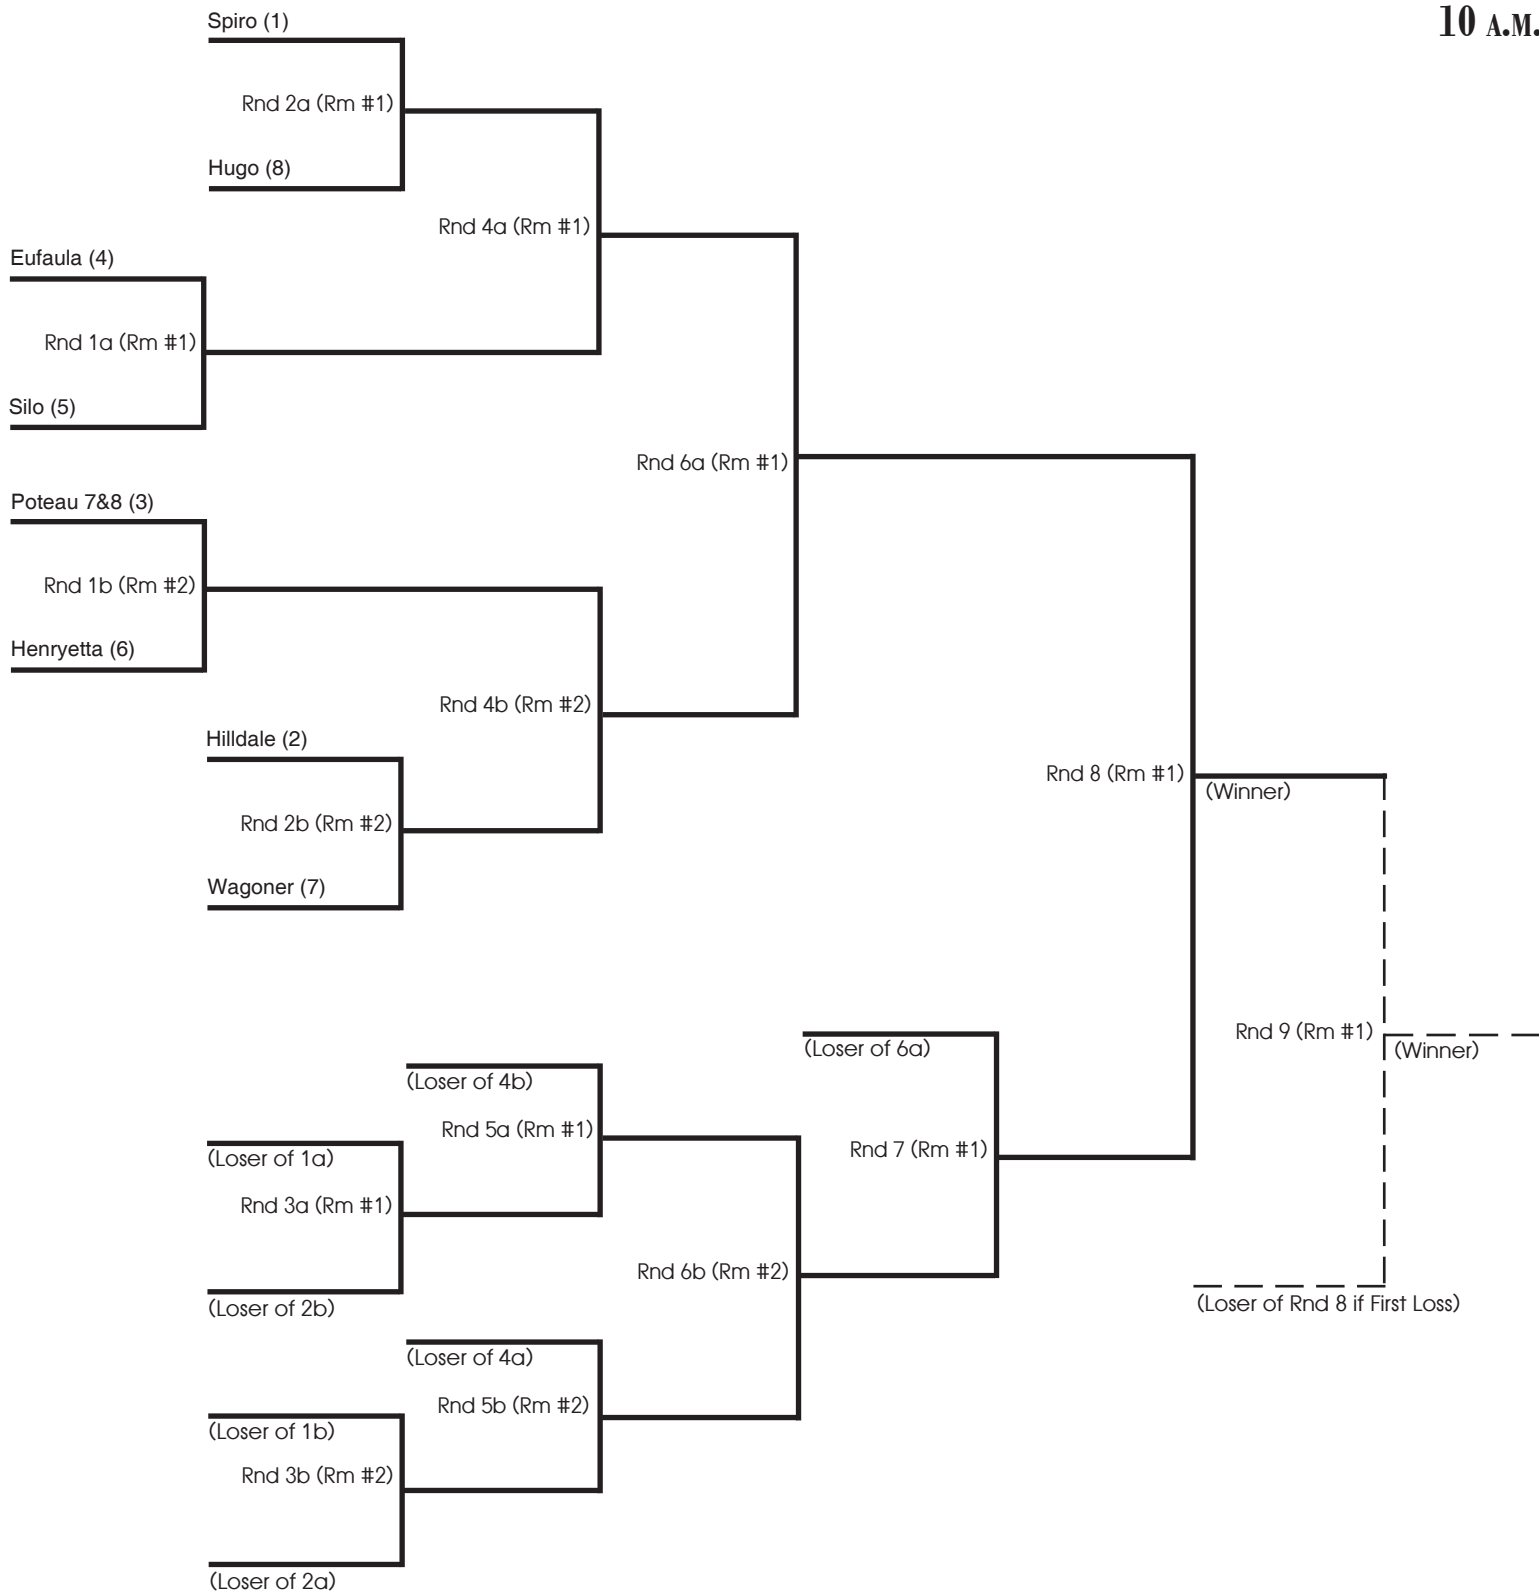 10 A.M.
Spiro (1)
Rnd 2a (Rm #1)
Hugo (8)
Rnd 4a (Rm #1)
Eufaula (4)
Rnd 1a (Rm #1)
Silo (5)
Rnd 6a (Rm #1)
Poteau 7&8 (3)
Rnd 1b (Rm #2)
Henryetta (6)
Rnd 4b (Rm #2)
Hilldale (2)
Rnd 2b (Rm #2)
Wagoner (7)
Rnd 8 (Rm #1)
(Winner)
Rnd 9 (Rm #1)
(Winner)
(Loser of 6a)
(Loser of 4b)
Rnd 5a (Rm #1)
Rnd 7 (Rm #1)
(Loser of 1a)
Rnd 3a (Rm #1)
(Loser of 2b)
Rnd 6b (Rm #2)
(Loser of Rnd 8 if First Loss)
(Loser of 4a)
Rnd 5b (Rm #2)
(Loser of 1b)
Rnd 3b (Rm #2)
(Loser of 2a)